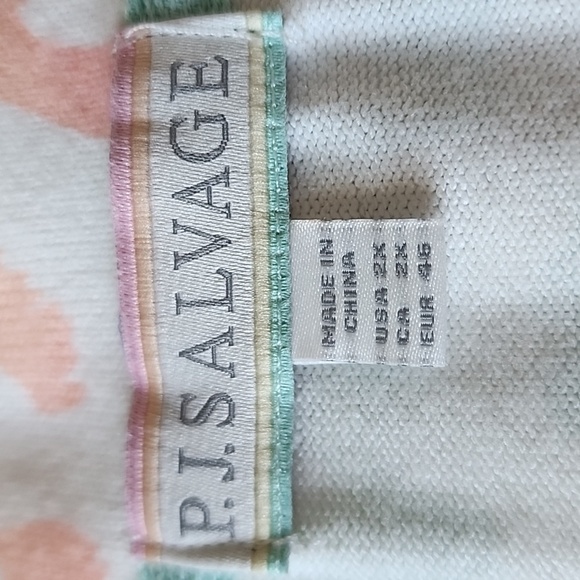 P.J.SALVAGE
MADE IN
CHINA
USA 2X
CA 2X
EUR 46